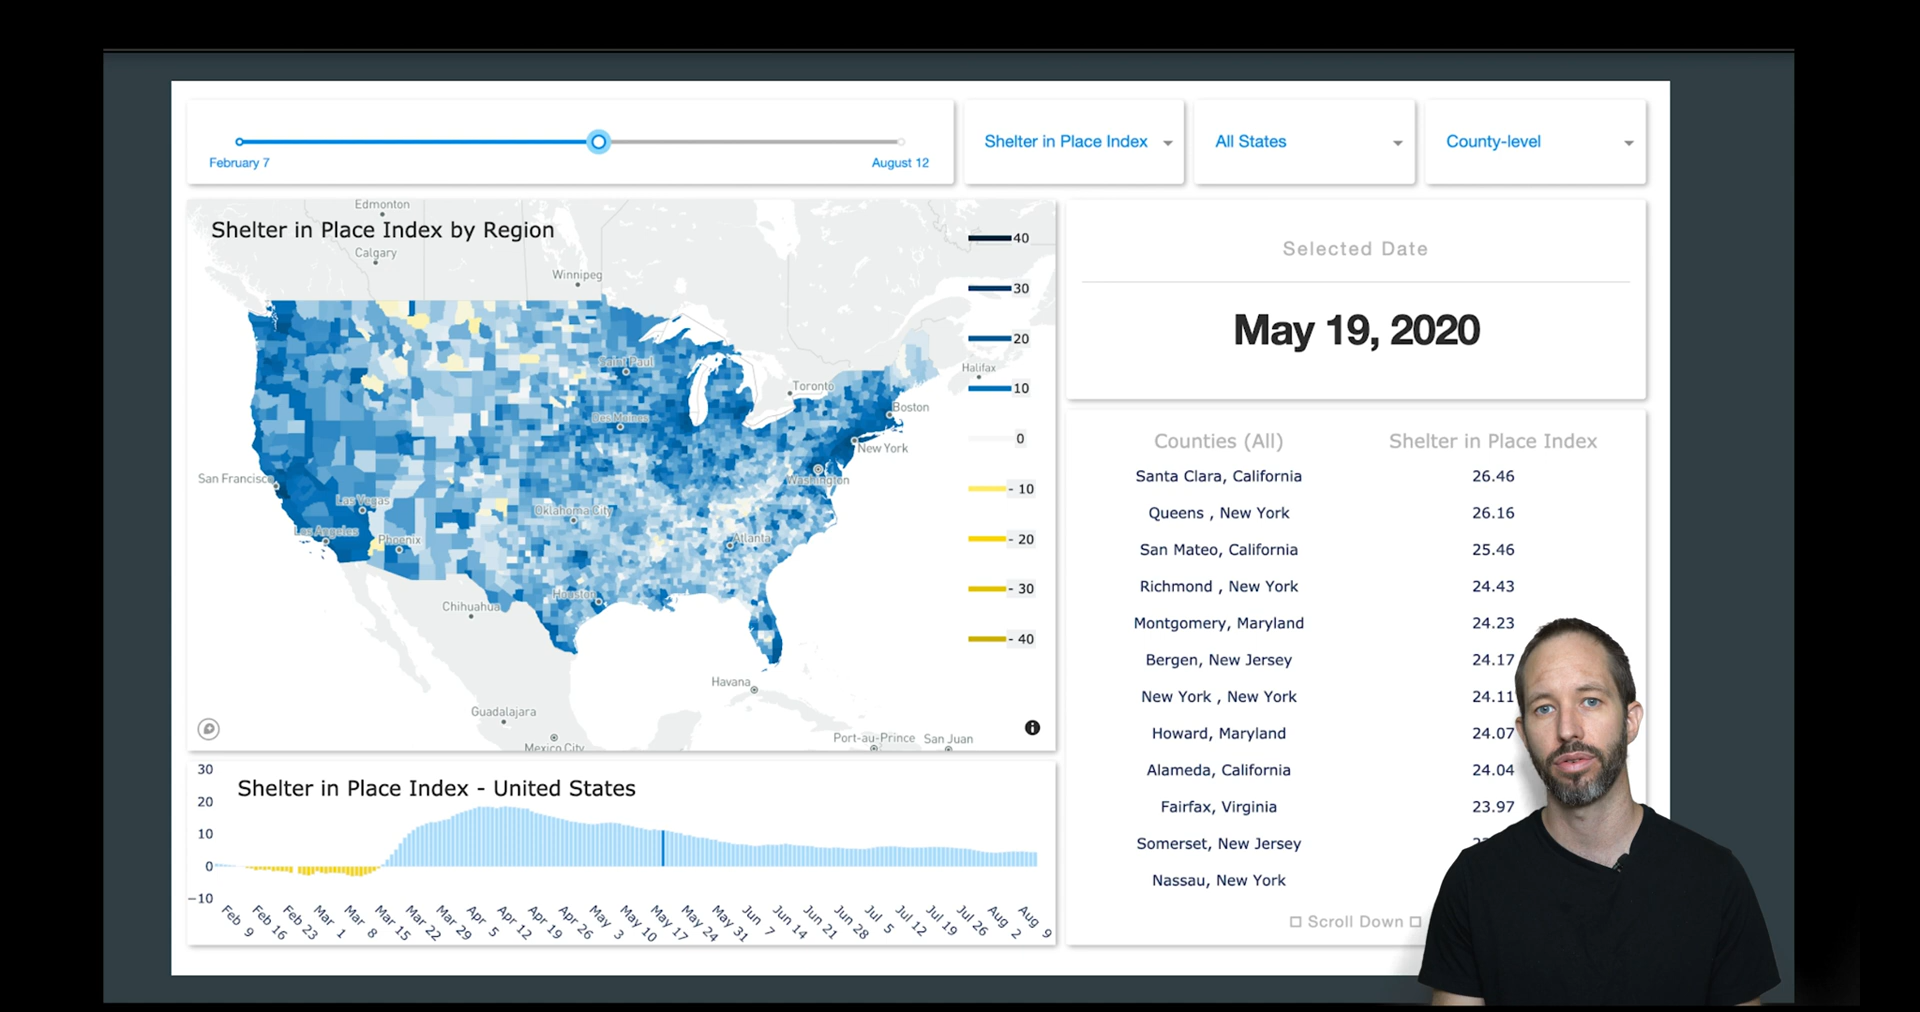 February 7
August 12
Shelter in Place Index
All States
County-level
Shelter in Place Index by Region
Edmonton
Calgary
Winnipeg
Saint Paul
Des Moines
Toronto
Halifax
Boston
New York
Washington
San Francisco
Las Vegas
Los Angeles
Phoenix
Oklahoma City
Atlanta
Houston
Chihuahua
Havana
Guadalajara
Mexico City
Port-au-Prince
San Juan
40
30
20
10
0
- 10
- 20
- 30
- 40
Selected Date
May 19, 2020
Counties (All) Shelter in Place Index
Santa Clara, California 26.46
Queens , New York 26.16
San Mateo, California 25.46
Richmond , New York 24.43
Montgomery, Maryland 24.23
Bergen, New Jersey 24.17
New York , New York 24.11
Howard, Maryland 24.07
Alameda, California 24.04
Fairfax, Virginia 23.97
Somerset, New Jersey
Nassau, New York
Scroll Down
Shelter in Place Index - United States
30
20
10
0
−10
Feb 9
Feb 16
Feb 23
Mar 1
Mar 8
Mar 15
Mar 22
Mar 29
Apr 5
Apr 12
Apr 19
Apr 26
May 3
May 10
May 17
May 24
May 31
Jun 7
Jun 14
Jun 21
Jun 28
Jul 5
Jul 12
Jul 19
Jul 26
Aug 2
Aug 9